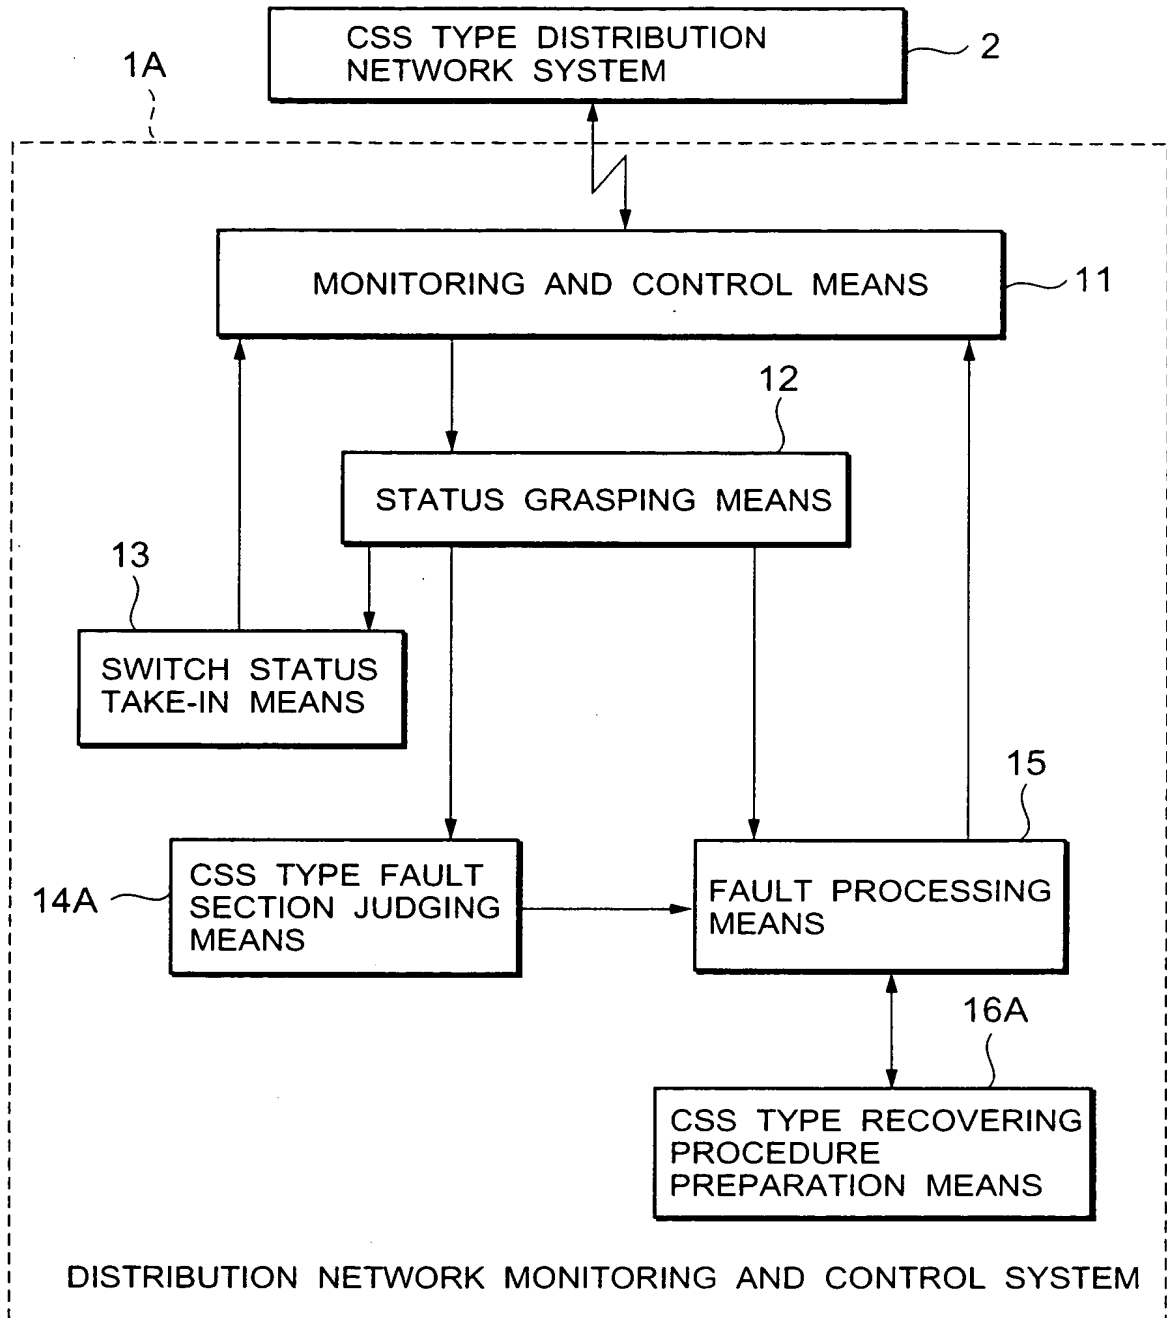 CSS TYPE DISTRIBUTION
NETWORK SYSTEM
2
1A
MONITORING AND CONTROL MEANS
11
12
STATUS GRASPING MEANS
13
SWITCH STATUS
TAKE-IN MEANS
15
14A
CSS TYPE FAULT
SECTION JUDGING
MEANS
FAULT PROCESSING
MEANS
16A
CSS TYPE RECOVERING
PROCEDURE
PREPARATION MEANS
DISTRIBUTION NETWORK MONITORING AND CONTROL SYSTEM